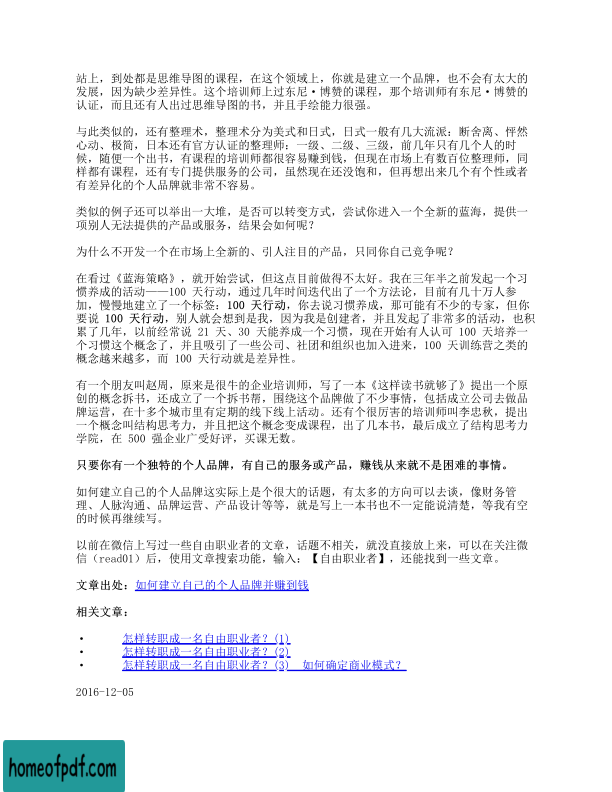 站上，到处都是思维导图的课程，在这个领域上，你就是建立一个品牌，也不会有太大的
发展，因为缺少差异性。这个培训师上过东尼·博赞的课程，那个培训师有东尼·博赞的
认证，而且还有人出过思维导图的书，并且手绘能力很强。
与此类似的，还有整理术，整理术分为美式和日式，日式一般有几大流派：断舍离、怦然
心动、极简，日本还有官方认证的整理师：一级、二级、三级，前几年只有几个人的时
候，随便一个出书，有课程的培训师都很容易赚到钱，但现在市场上有数百位整理师，同
样都有课程，还有专门提供服务的公司，虽然现在还没饱和，但再想出来几个有个性或者
有差异化的个人品牌就非常不容易。
类似的例子还可以举出一大堆，是否可以转变方式，尝试你进入一个全新的蓝海，提供一
项别人无法提供的产品或服务，结果会如何呢？
为什么不开发一个在市场上全新的、引人注目的产品，只同你自己竞争呢？
在看过《蓝海策略》，就开始尝试，但这点目前做得不太好。我在三年半之前发起一个习
惯养成的活动——100 天行动，通过几年时间迭代出了一个方法论，目前有几十万人参
加，慢慢地建立了一个标签：100 天行动，你去说习惯养成，那可能有不少的专家，但你
要说 100 天行动，别人就会想到是我，因为我是创建者，并且发起了非常多的活动，也积
累了几年，以前经常说 21 天、30 天能养成一个习惯，现在开始有人认可 100 天培养一
个习惯这个概念了，并且吸引了一些公司、社团和组织也加入进来，100 天训练营之类的
概念越来越多，而 100 天行动就是差异性。
有一个朋友叫赵周，原来是很牛的企业培训师，写了一本《这样读书就够了》提出一个原
创的概念拆书，还成立了一个拆书帮，围绕这个品牌做了不少事情，包括成立公司去做品
牌运营，在十多个城市里有定期的线下线上活动。还有个很厉害的培训师叫李忠秋，提出
一个概念叫结构思考力，并且把这个概念变成课程，出了几本书，最后成立了结构思考力
学院，在 500 强企业广受好评，买课无数。
只要你有一个独特的个人品牌，有自己的服务或产品，赚钱从来就不是困难的事情。
如何建立自己的个人品牌这实际上是个很大的话题，有太多的方向可以去谈，像财务管
理、人脉沟通、品牌运营、产品设计等等，就是写上一本书也不一定能说清楚，等我有空
的时候再继续写。
以前在微信上写过一些自由职业者的文章，话题不相关，就没直接放上来，可以在关注微
信（read01）后，使用文章搜索功能，输入：【自由职业者】，还能找到一些文章。
文章出处：如何建立自己的个人品牌并赚到钱
相关文章：
• 怎样转职成一名自由职业者？(1)
• 怎样转职成一名自由职业者？(2)
• 怎样转职成一名自由职业者？(3) 如何确定商业模式？
2016-12-05
homeofpdf.com